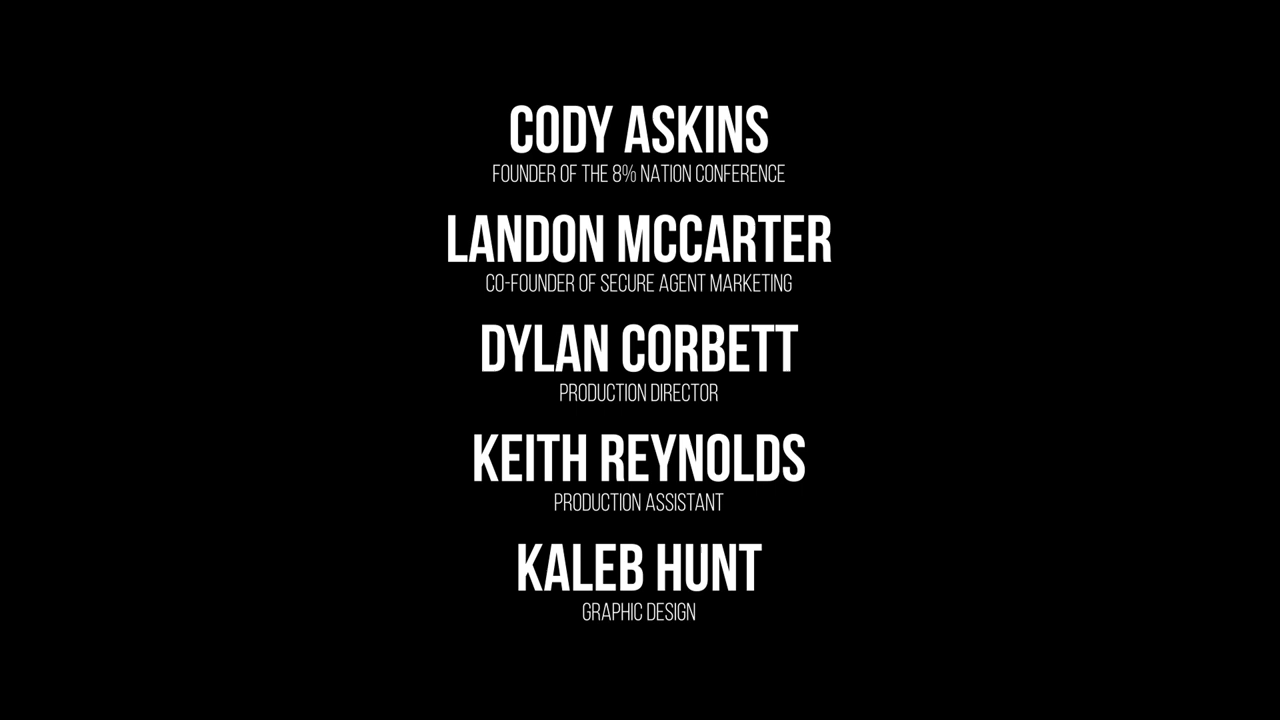 CODY ASKINS
FOUNDER OF THE 8% NATION CONFERENCE
LANDON MCCARTER
CO-FOUNDER OF SECURE AGENT MARKETING
DYLAN CORBETT
PRODUCTION DIRECTOR
KEITH REYNOLDS
PRODUCTION ASSISTANT
KALEB HUNT
GRAPHIC DESIGN